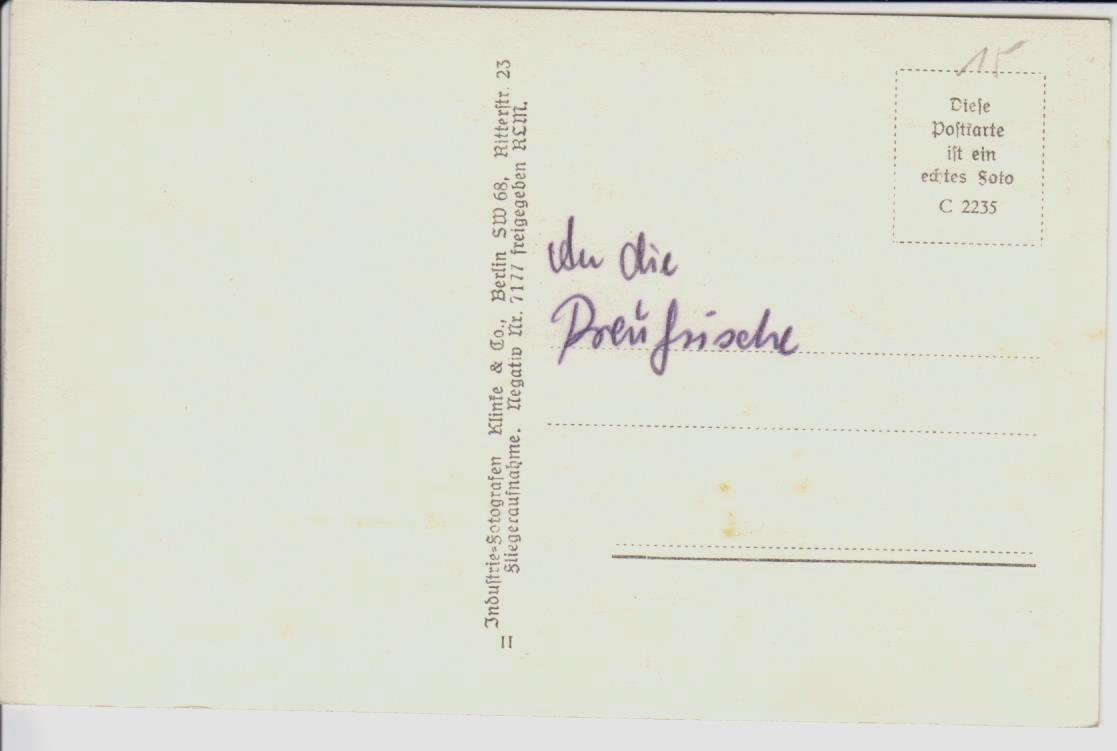 15
Diese
Postkarte
ist ein
echtes Foto
C 2235
An die
Preußische
Industrie-Fotografen Klinke & Co., Berlin SW 68, Ritterstr. 23
Fliegeraufnahme. Negativ Nr. 7177 freigegeben RLM.
II